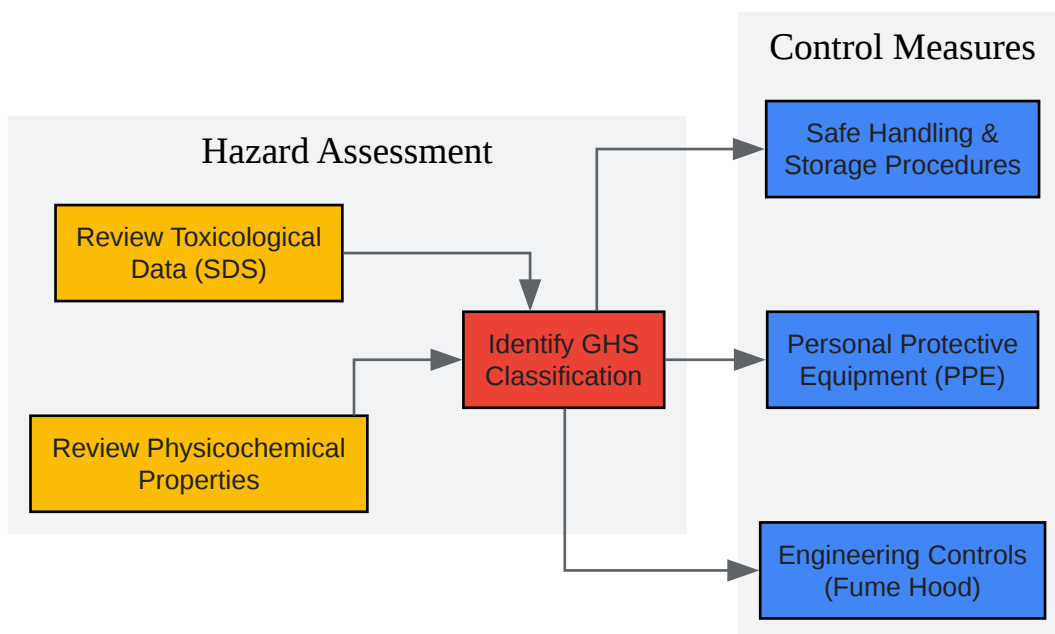 Control Measures
Safe Handling &
Storage Procedures
Hazard Assessment
Review Toxicological
Data (SDS)
Identify GHS
Classification
Personal Protective
Equipment (PPE)
Review Physicochemical
Properties
Engineering Controls
(Fume Hood)